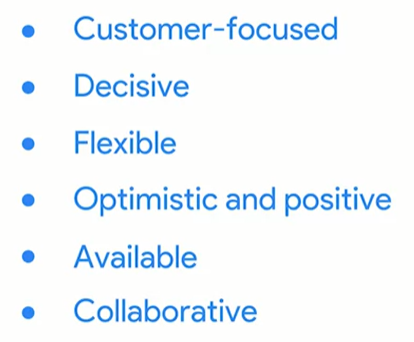 • Customer-focused
• Decisive
• Flexible
• Optimistic and positive
• Available
• Collaborative